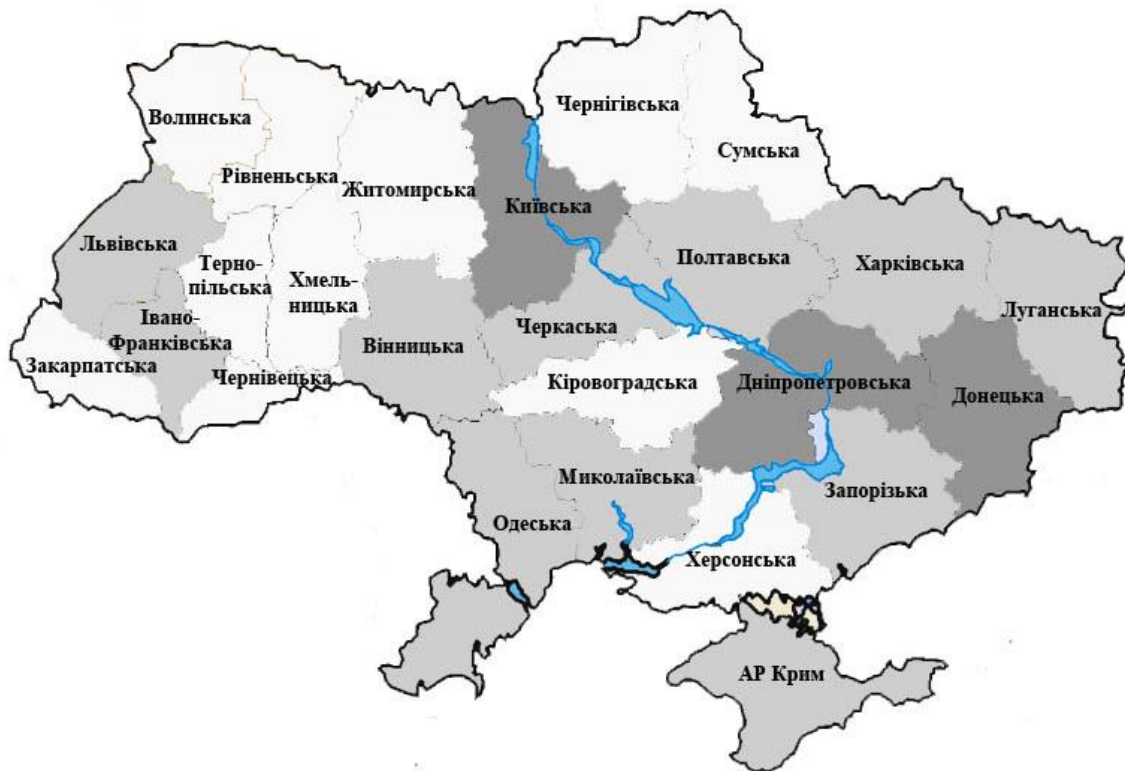 Чернігівська
Волинська
Сумська
Рівненська
Житомирська
Київська
Львівська
Терно-
пільська
Хмель-
ницька
Полтавська
Харківська
Луганська
Івано-
Франківська
Черкаська
Вінницька
Закарпатська
Чернівецька
Кіровоградська
Дніпропетровська
Донецька
Миколаївська
Запорізька
Одеська
Херсонська
АР Крим